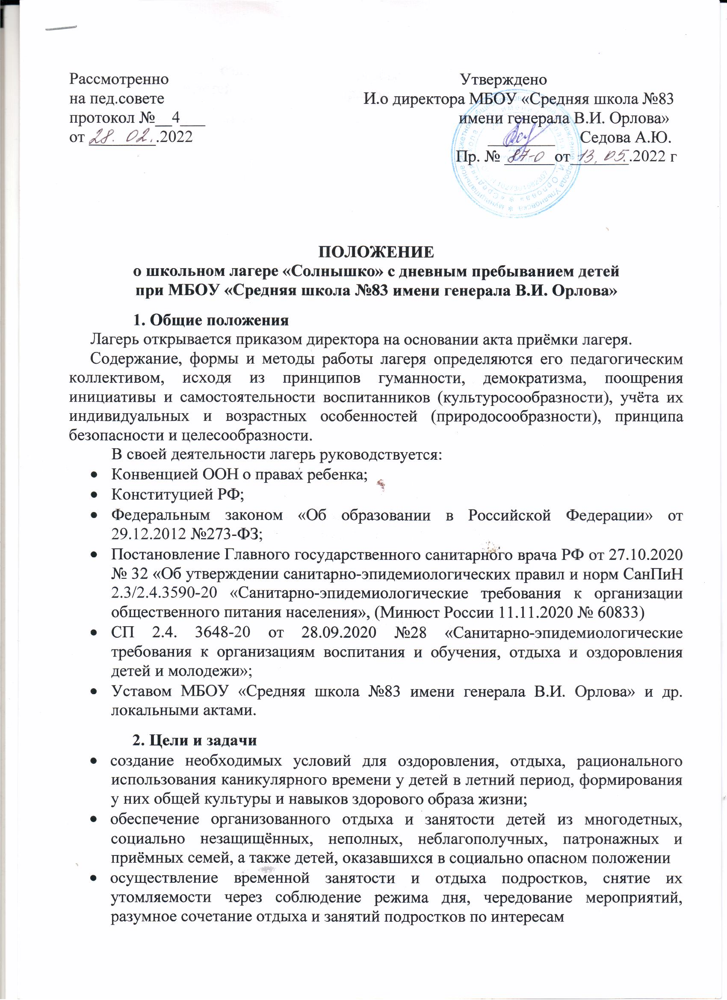 Рассмотренно
на пед.совете
протокол №__4___
от 28. 02. .2022
Утверждено
И.о директора МБОУ «Средняя школа №83
имени генерала В.И. Орлова»
________ Седова А.Ю.
Пр. № 87-0 от 13. 05. .2022 г
ПОЛОЖЕНИЕ
о школьном лагере «Солнышко» с дневным пребыванием детей
при МБОУ «Средняя школа №83 имени генерала В.И. Орлова»
1. Общие положения
Лагерь открывается приказом директора на основании акта приёмки лагеря.
Содержание, формы и методы работы лагеря определяются его педагогическим
коллективом, исходя из принципов гуманности, демократизма, поощрения
инициативы и самостоятельности воспитанников (культуросообразности), учёта их
индивидуальных и возрастных особенностей (природосообразности), принципа
безопасности и целесообразности.
В своей деятельности лагерь руководствуется:
• Конвенцией ООН о правах ребенка;
• Конституцией РФ;
• Федеральным законом «Об образовании в Российской Федерации» от
29.12.2012 №273-ФЗ;
• Постановление Главного государственного санитарного врача РФ от 27.10.2020
№ 32 «Об утверждении санитарно-эпидемиологических правил и норм СанПиН
2.3/2.4.3590-20 «Санитарно-эпидемиологические требования к организации
общественного питания населения», (Минюст России 11.11.2020 № 60833)
• СП 2.4. 3648-20 от 28.09.2020 №28 «Санитарно-эпидемиологические
требования к организациям воспитания и обучения, отдыха и оздоровления
детей и молодежи»;
• Уставом МБОУ «Средняя школа №83 имени генерала В.И. Орлова» и др.
локальными актами.
2. Цели и задачи
• создание необходимых условий для оздоровления, отдыха, рационального
использования каникулярного времени у детей в летний период, формирования
у них общей культуры и навыков здорового образа жизни;
• обеспечение организованного отдыха и занятости детей из многодетных,
социально незащищённых, неполных, неблагополучных, патронажных и
приёмных семей, а также детей, оказавшихся в социально опасном положении
• осуществление временной занятости и отдыха подростков, снятие их
утомляемости через соблюдение режима дня, чередование мероприятий,
разумное сочетание отдыха и занятий подростков по интересам